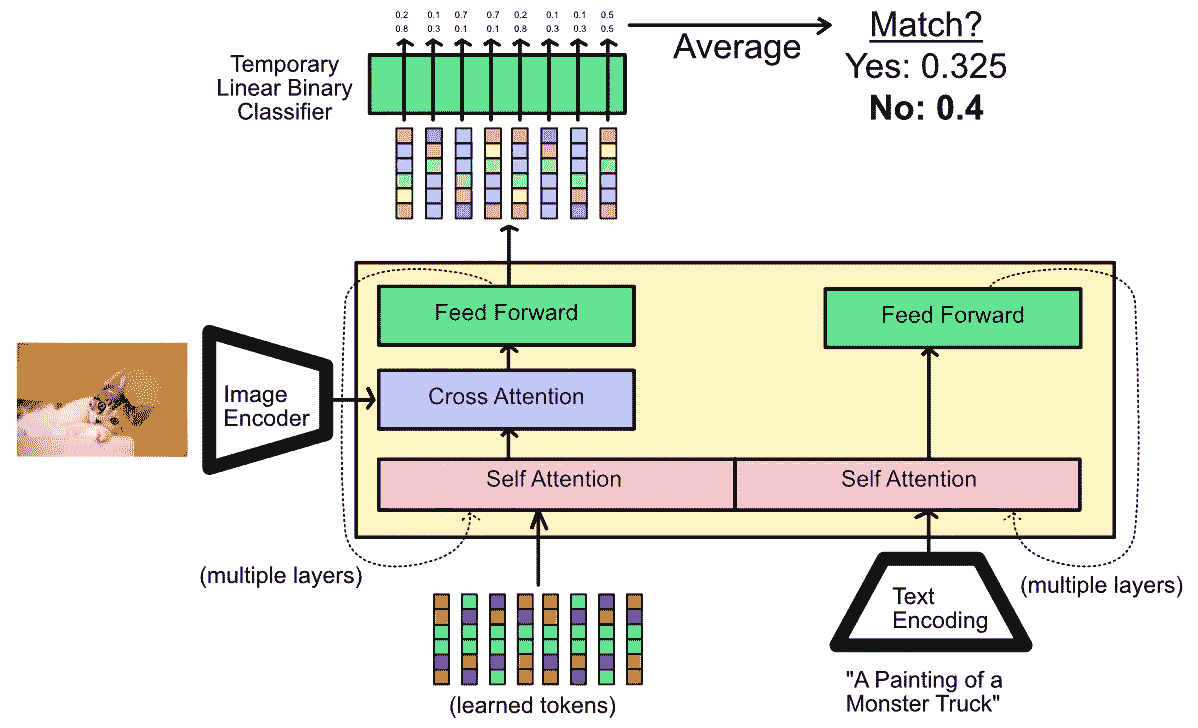 0.2 0.1 0.7 0.7 0.2 0.1 0.1 0.5
0.8 0.3 0.1 0.1 0.8 0.3 0.3 0.5
Temporary
Linear Binary
Classifier
Average
Match?
Yes: 0.325
No: 0.4
Feed Forward
Feed Forward
Image
Encoder
Cross Attention
Self Attention
Self Attention
(multiple layers)
(multiple layers)
Text
Encoding
(learned tokens)
"A Painting of a
Monster Truck"